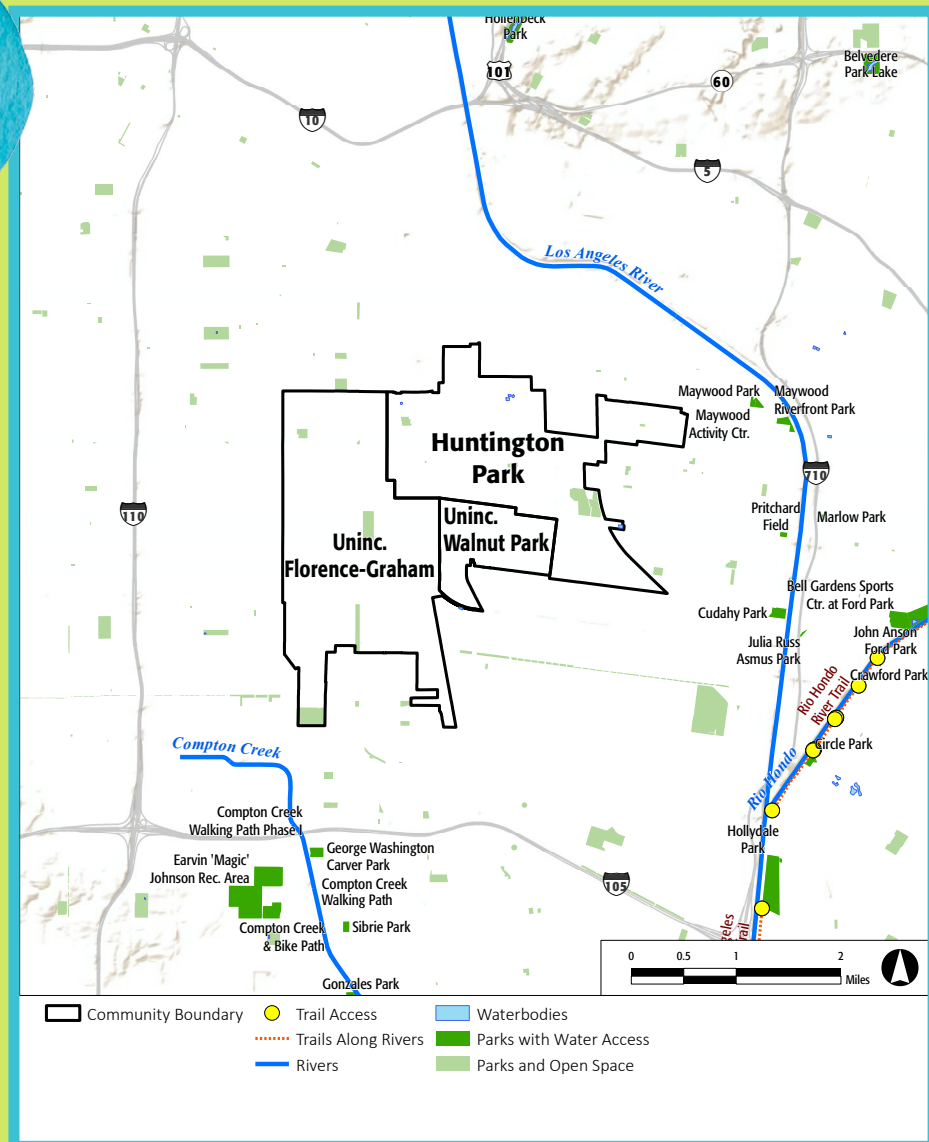 Hollenbeck
Park
Belvedere
Park Lake
101
60
10
5
Los Angeles River
Maywood Park
Maywood
Riverfront Park
Maywood
Activity Ctr.
Huntington
Park
710
110
Pritchard
Field
Marlow Park
Uninc.
Walnut Park
Uninc.
Florence-Graham
Bell Gardens Sports
Ctr. at Ford Park
Cudahy Park
John Anson
Ford Park
Julia Russ
Asmus Park
Crawford Park
Rio Hondo
River Trail
Circle Park
Compton Creek
Rio Hondo
Compton Creek
Walking Path Phase I
Hollydale
Park
George Washington
Carver Park
Earvin 'Magic'
Johnson Rec. Area
Compton Creek
Walking Path
105
Compton Creek
& Bike Path
Sibrie Park
geles
rail
Gonzales Park
0 0.5 1 2
Miles
Community Boundary
Trail Access
Trails Along Rivers
Rivers
Waterbodies
Parks with Water Access
Parks and Open Space